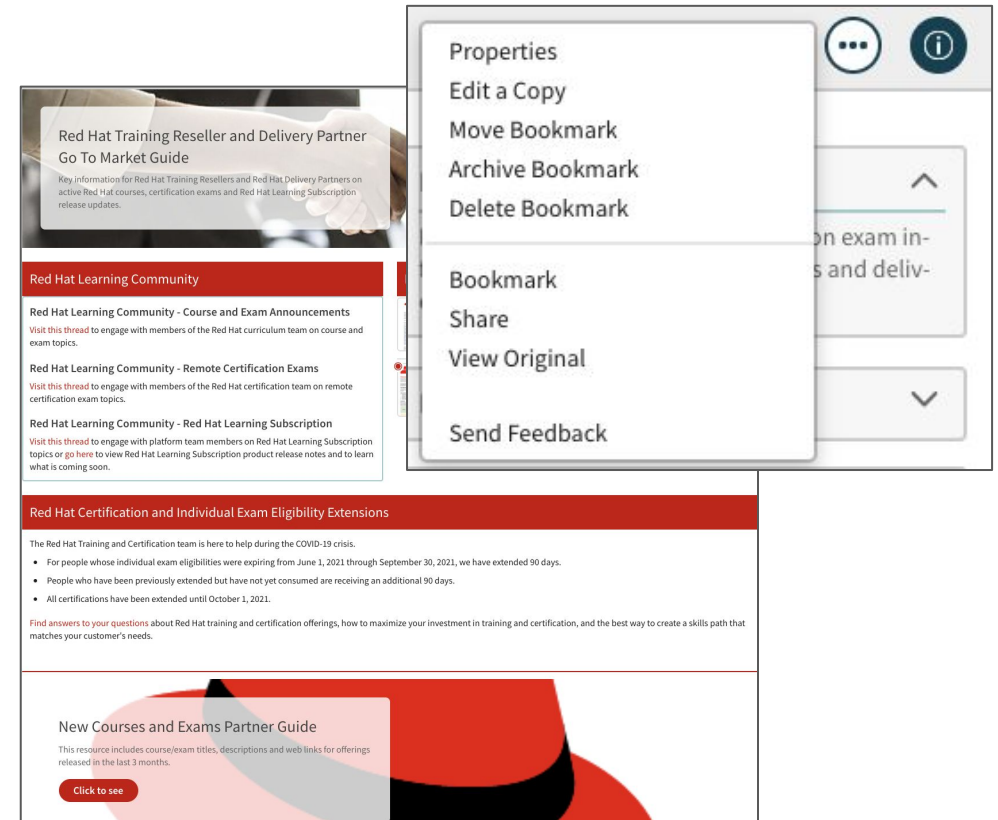 Properties
Edit a Copy
Move Bookmark
Archive Bookmark
Delete Bookmark
Bookmark
Share
View Original
Send Feedback
on exam in-
s and deliv-
Red Hat Training Reseller and Delivery Partner
Go To Market Guide
Key information for Red Hat Training Resellers and Red Hat Delivery Partners on
active Red Hat courses, certification exams and Red Hat Learning Subscription
release updates.
Red Hat Learning Community
Red Hat Learning Community - Course and Exam Announcements
Visit this thread to engage with members of the Red Hat curriculum team on course and
exam topics.
Red Hat Learning Community - Remote Certification Exams
Visit this thread to engage with members of the Red Hat certification team on remote
certification exam topics.
Red Hat Learning Community - Red Hat Learning Subscription
Visit this thread to engage with platform team members on Red Hat Learning Subscription
topics or go here to view Red Hat Learning Subscription product release notes and to learn
what is coming soon.
Red Hat Certification and Individual Exam Eligibility Extensions
The Red Hat Training and Certification team is here to help during the COVID-19 crisis.
• For people whose individual exam eligibilities were expiring from June 1, 2021 through September 30, 2021, we have extended 90 days.
• People who have been previously extended but have not yet consumed are receiving an additional 90 days.
• All certifications have been extended until October 1, 2021.
Find answers to your questions about Red Hat training and certification offerings, how to maximize your investment in training and certification, and the best way to create a skills path that
matches your customer's needs.
New Courses and Exams Partner Guide
This resource includes course/exam titles, descriptions and web links for offerings
released in the last 3 months.
Click to see